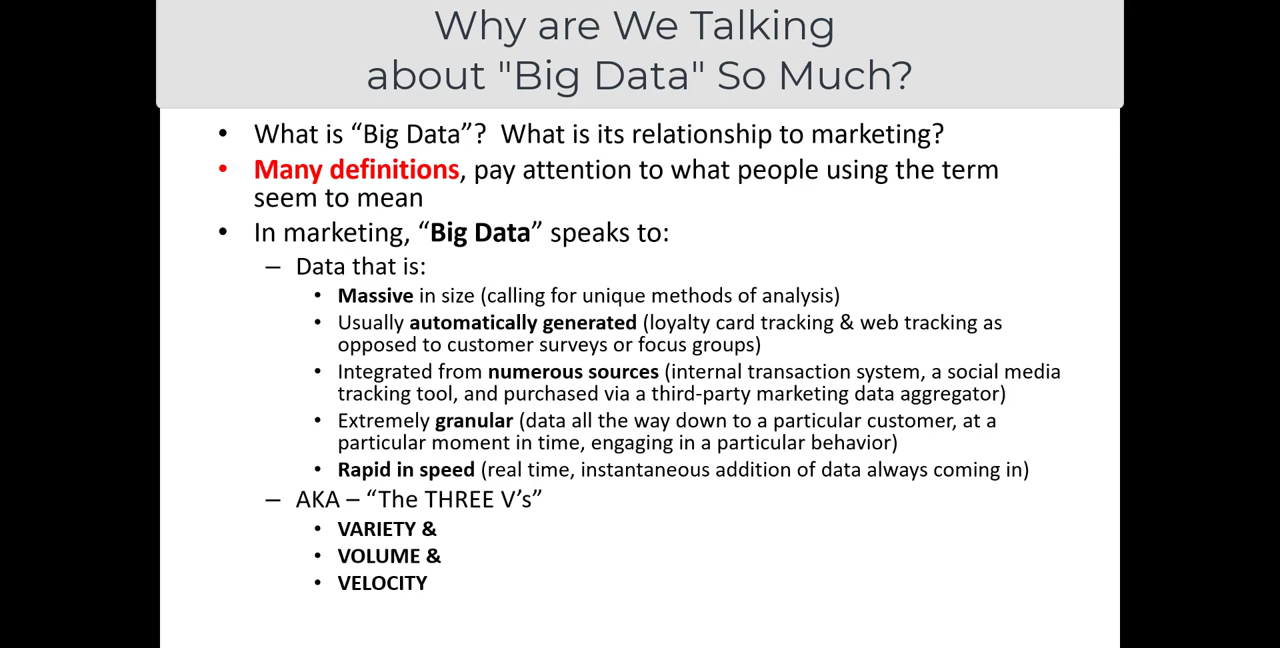 Why are We Talking
about "Big Data" So Much?
• What is “Big Data”?  What is its relationship to marketing?
• Many definitions, pay attention to what people using the term
seem to mean
• In marketing, “Big Data” speaks to:
– Data that is:
• Massive in size (calling for unique methods of analysis)
• Usually automatically generated (loyalty card tracking & web tracking as
opposed to customer surveys or focus groups)
• Integrated from numerous sources (internal transaction system, a social media
tracking tool, and purchased via a third-party marketing data aggregator)
• Extremely granular (data all the way down to a particular customer, at a
particular moment in time, engaging in a particular behavior)
• Rapid in speed (real time, instantaneous addition of data always coming in)
– AKA – “The THREE V’s”
• VARIETY &
• VOLUME &
• VELOCITY